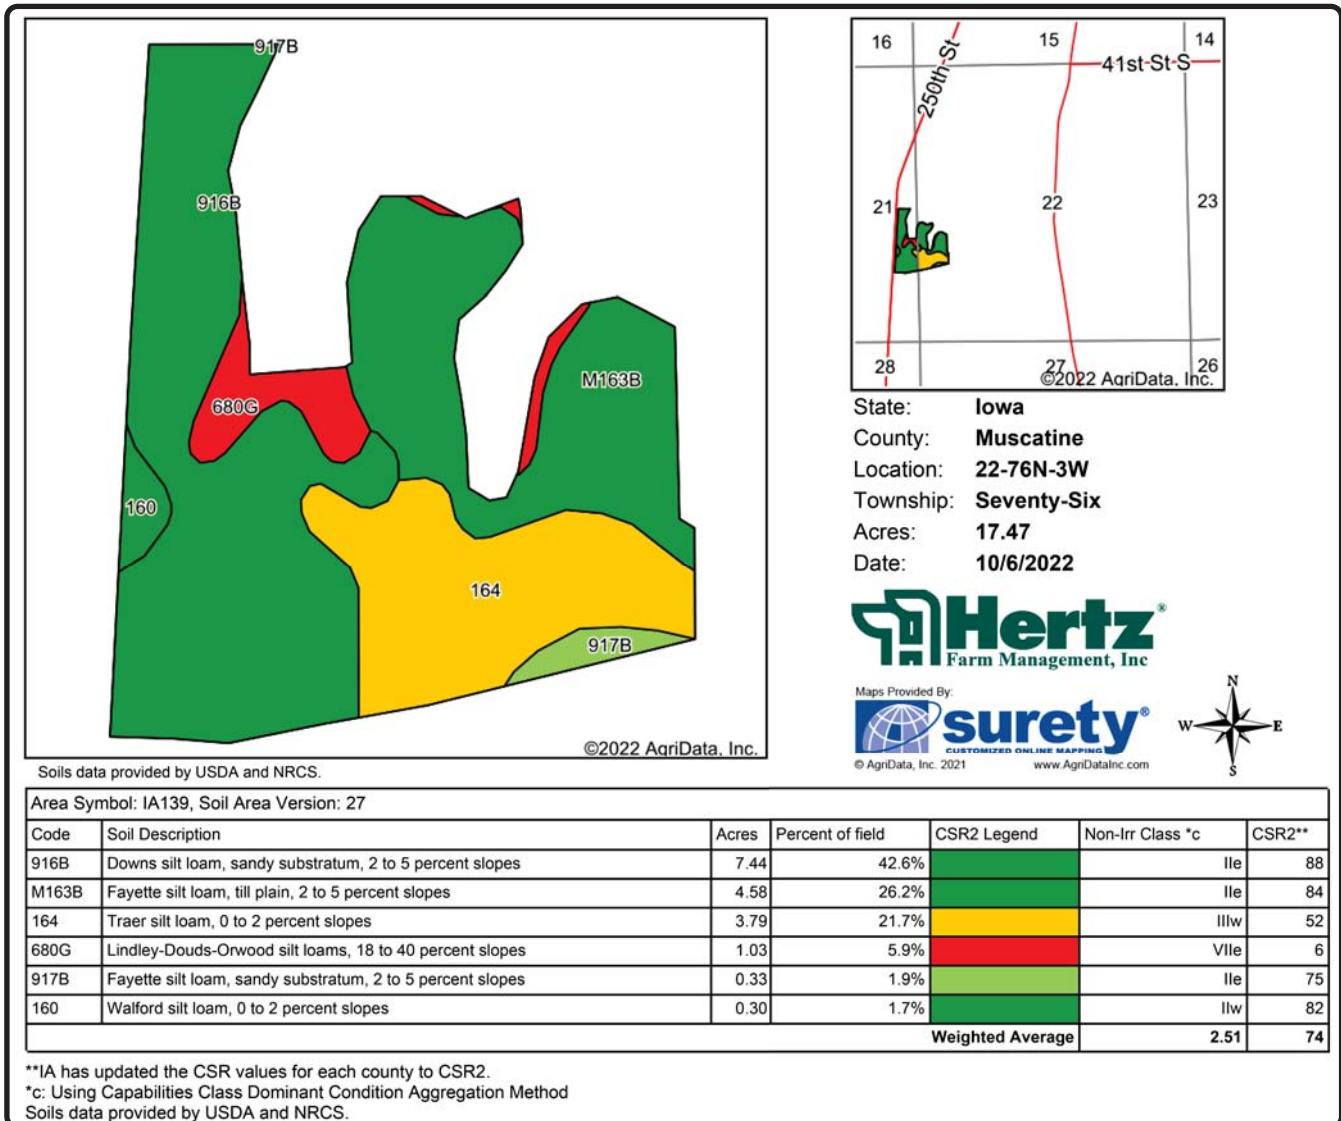 917B
916B
680G
M163B
160
164
917B
©2022 AgriData, Inc.
Soils data provided by USDA and NRCS.
16
15
14
250th St
41st St S
21
22
23
28
27
26
©2022 AgriData, Inc.
State: Iowa
County: Muscatine
Location: 22-76N-3W
Township: Seventy-Six
Acres: 17.47
Date: 10/6/2022
Hertz®
Farm Management, Inc
Maps Provided By:
surety®
CUSTOMIZED ONLINE MAPPING
© AgriData, Inc. 2021 www.AgriDataInc.com
N
W E
S
Area Symbol: IA139, Soil Area Version: 27
Code Soil Description Acres Percent of field CSR2 Legend Non-Irr Class *c CSR2**
916B Downs silt loam, sandy substratum, 2 to 5 percent slopes 7.44 42.6% IIe 88
M163B Fayette silt loam, till plain, 2 to 5 percent slopes 4.58 26.2% IIe 84
164 Traer silt loam, 0 to 2 percent slopes 3.79 21.7% IIIw 52
680G Lindley-Douds-Orwood silt loams, 18 to 40 percent slopes 1.03 5.9% VIIe 6
917B Fayette silt loam, sandy substratum, 2 to 5 percent slopes 0.33 1.9% IIe 75
160 Walford silt loam, 0 to 2 percent slopes 0.30 1.7% IIw 82
Weighted Average 2.51 74
**IA has updated the CSR values for each county to CSR2.
*c: Using Capabilities Class Dominant Condition Aggregation Method
Soils data provided by USDA and NRCS.